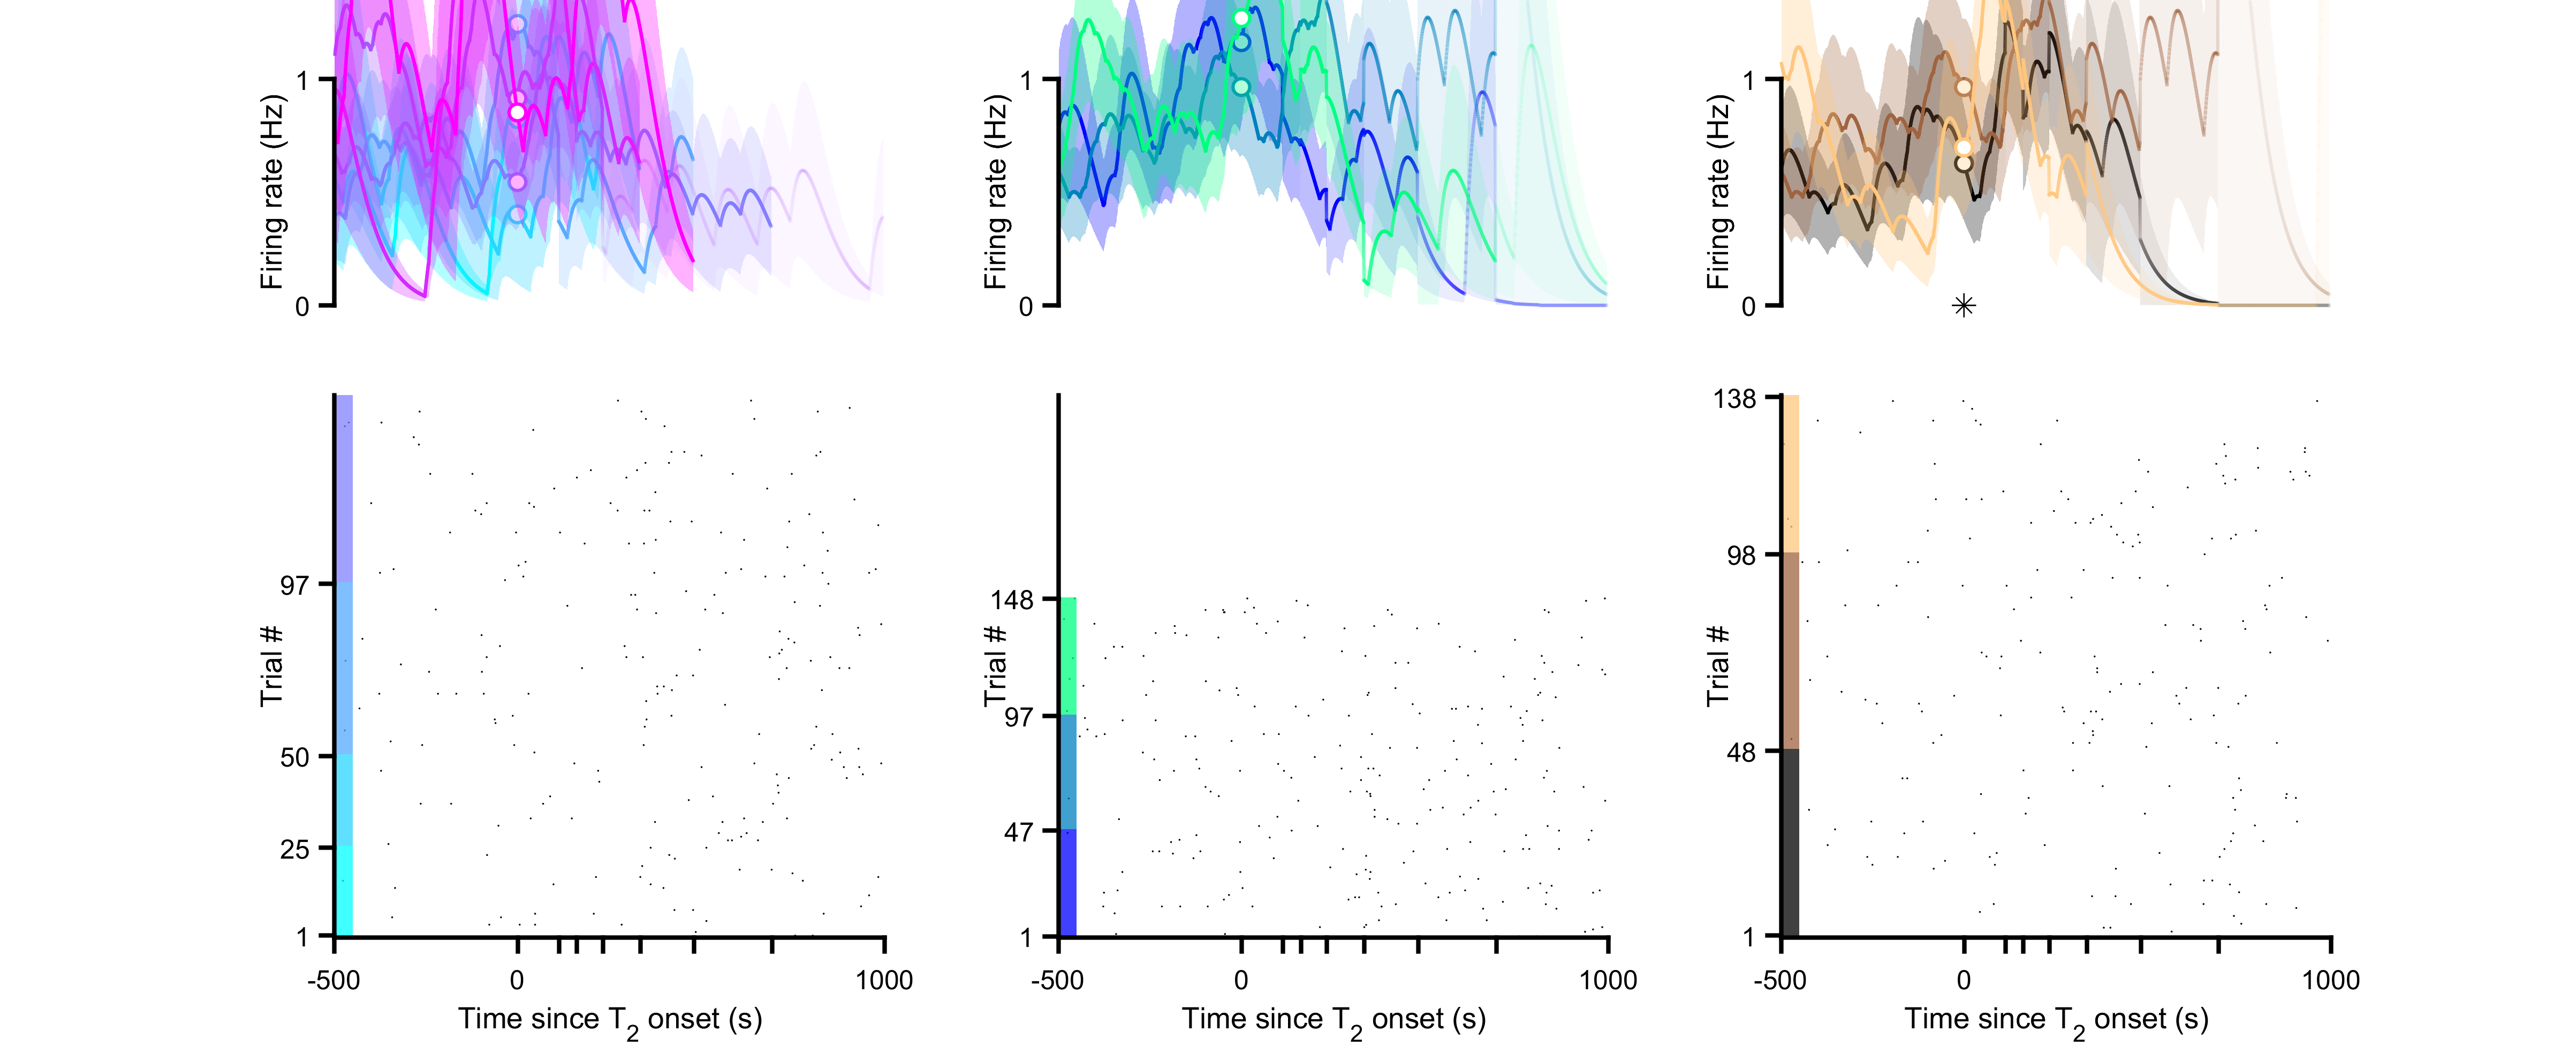 Firing rate (Hz)
1
0
Firing rate (Hz)
1
0
Firing rate (Hz)
1
0
Trial #
97
50
25
1
-500 0 1000
Time since T2 onset (s)
Trial #
148
97
47
1
-500 0 1000
Time since T2 onset (s)
Trial #
138
98
48
1
-500 0 1000
Time since T2 onset (s)